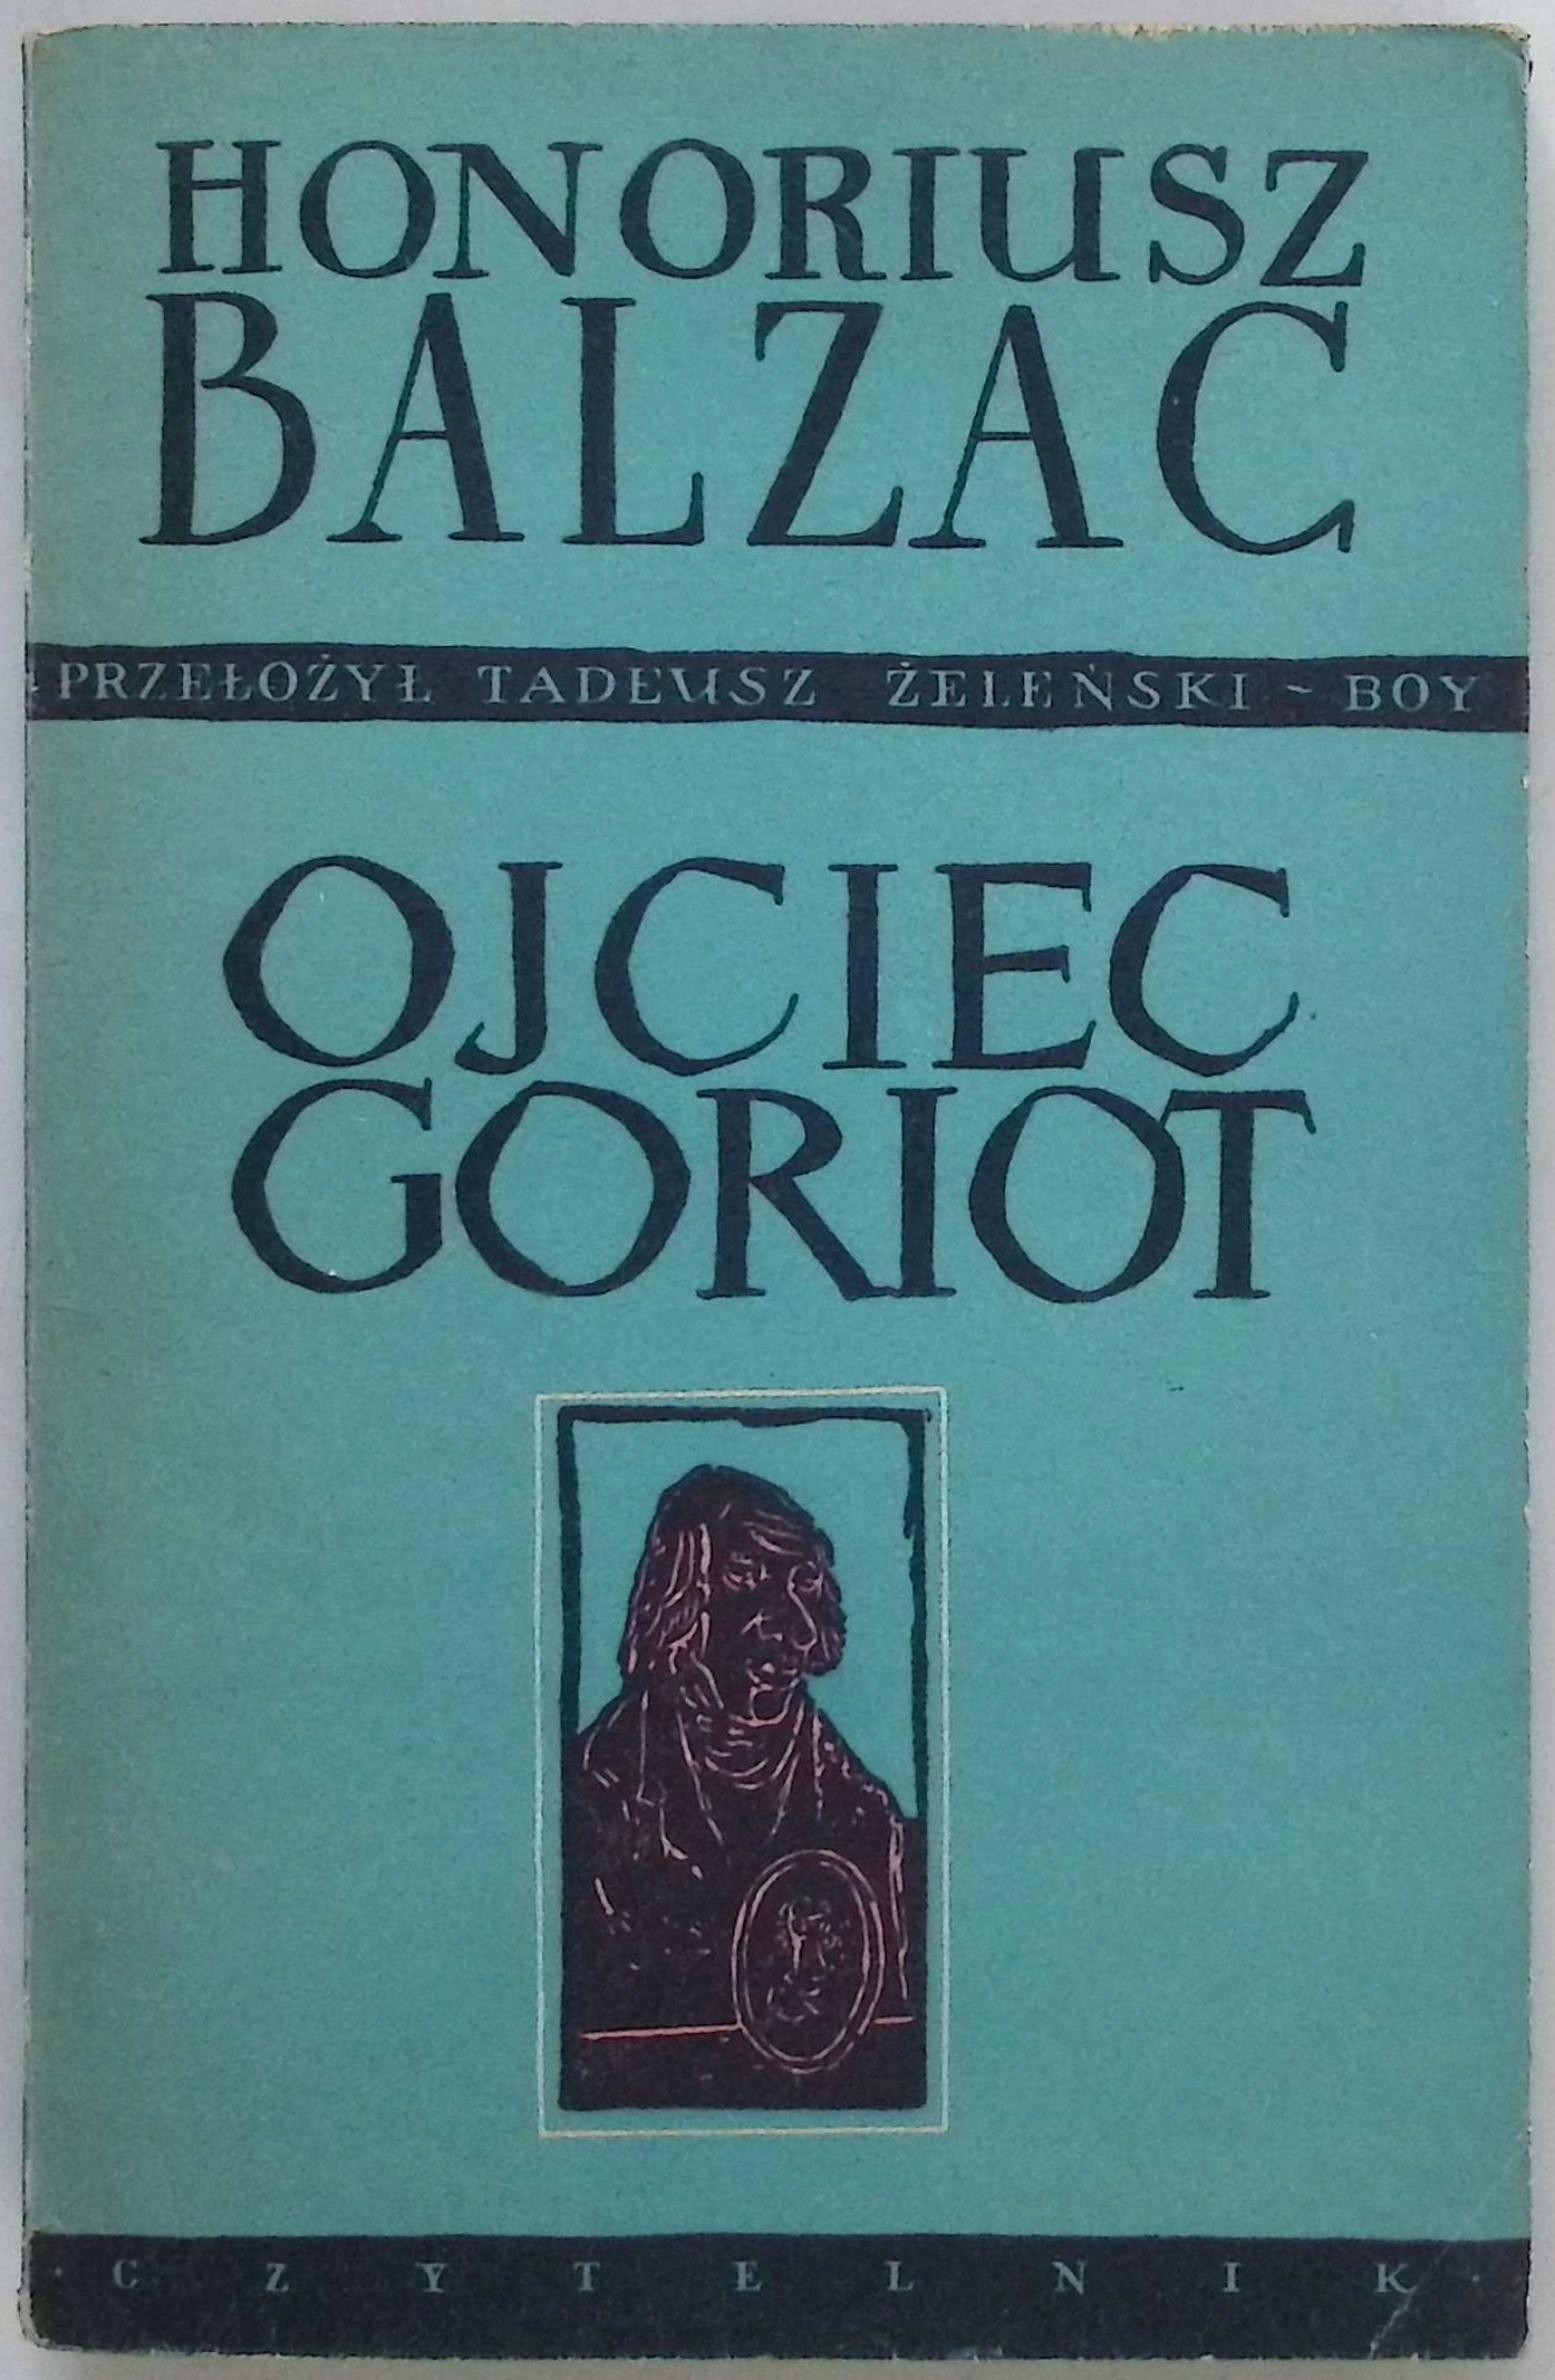 HONORIUSZ
BALZAC
PRZEŁOŻYŁ TADEUSZ ŻELEŃSKI - BOY
OJCIEC
GORIOT
· CZYTELNIK ·